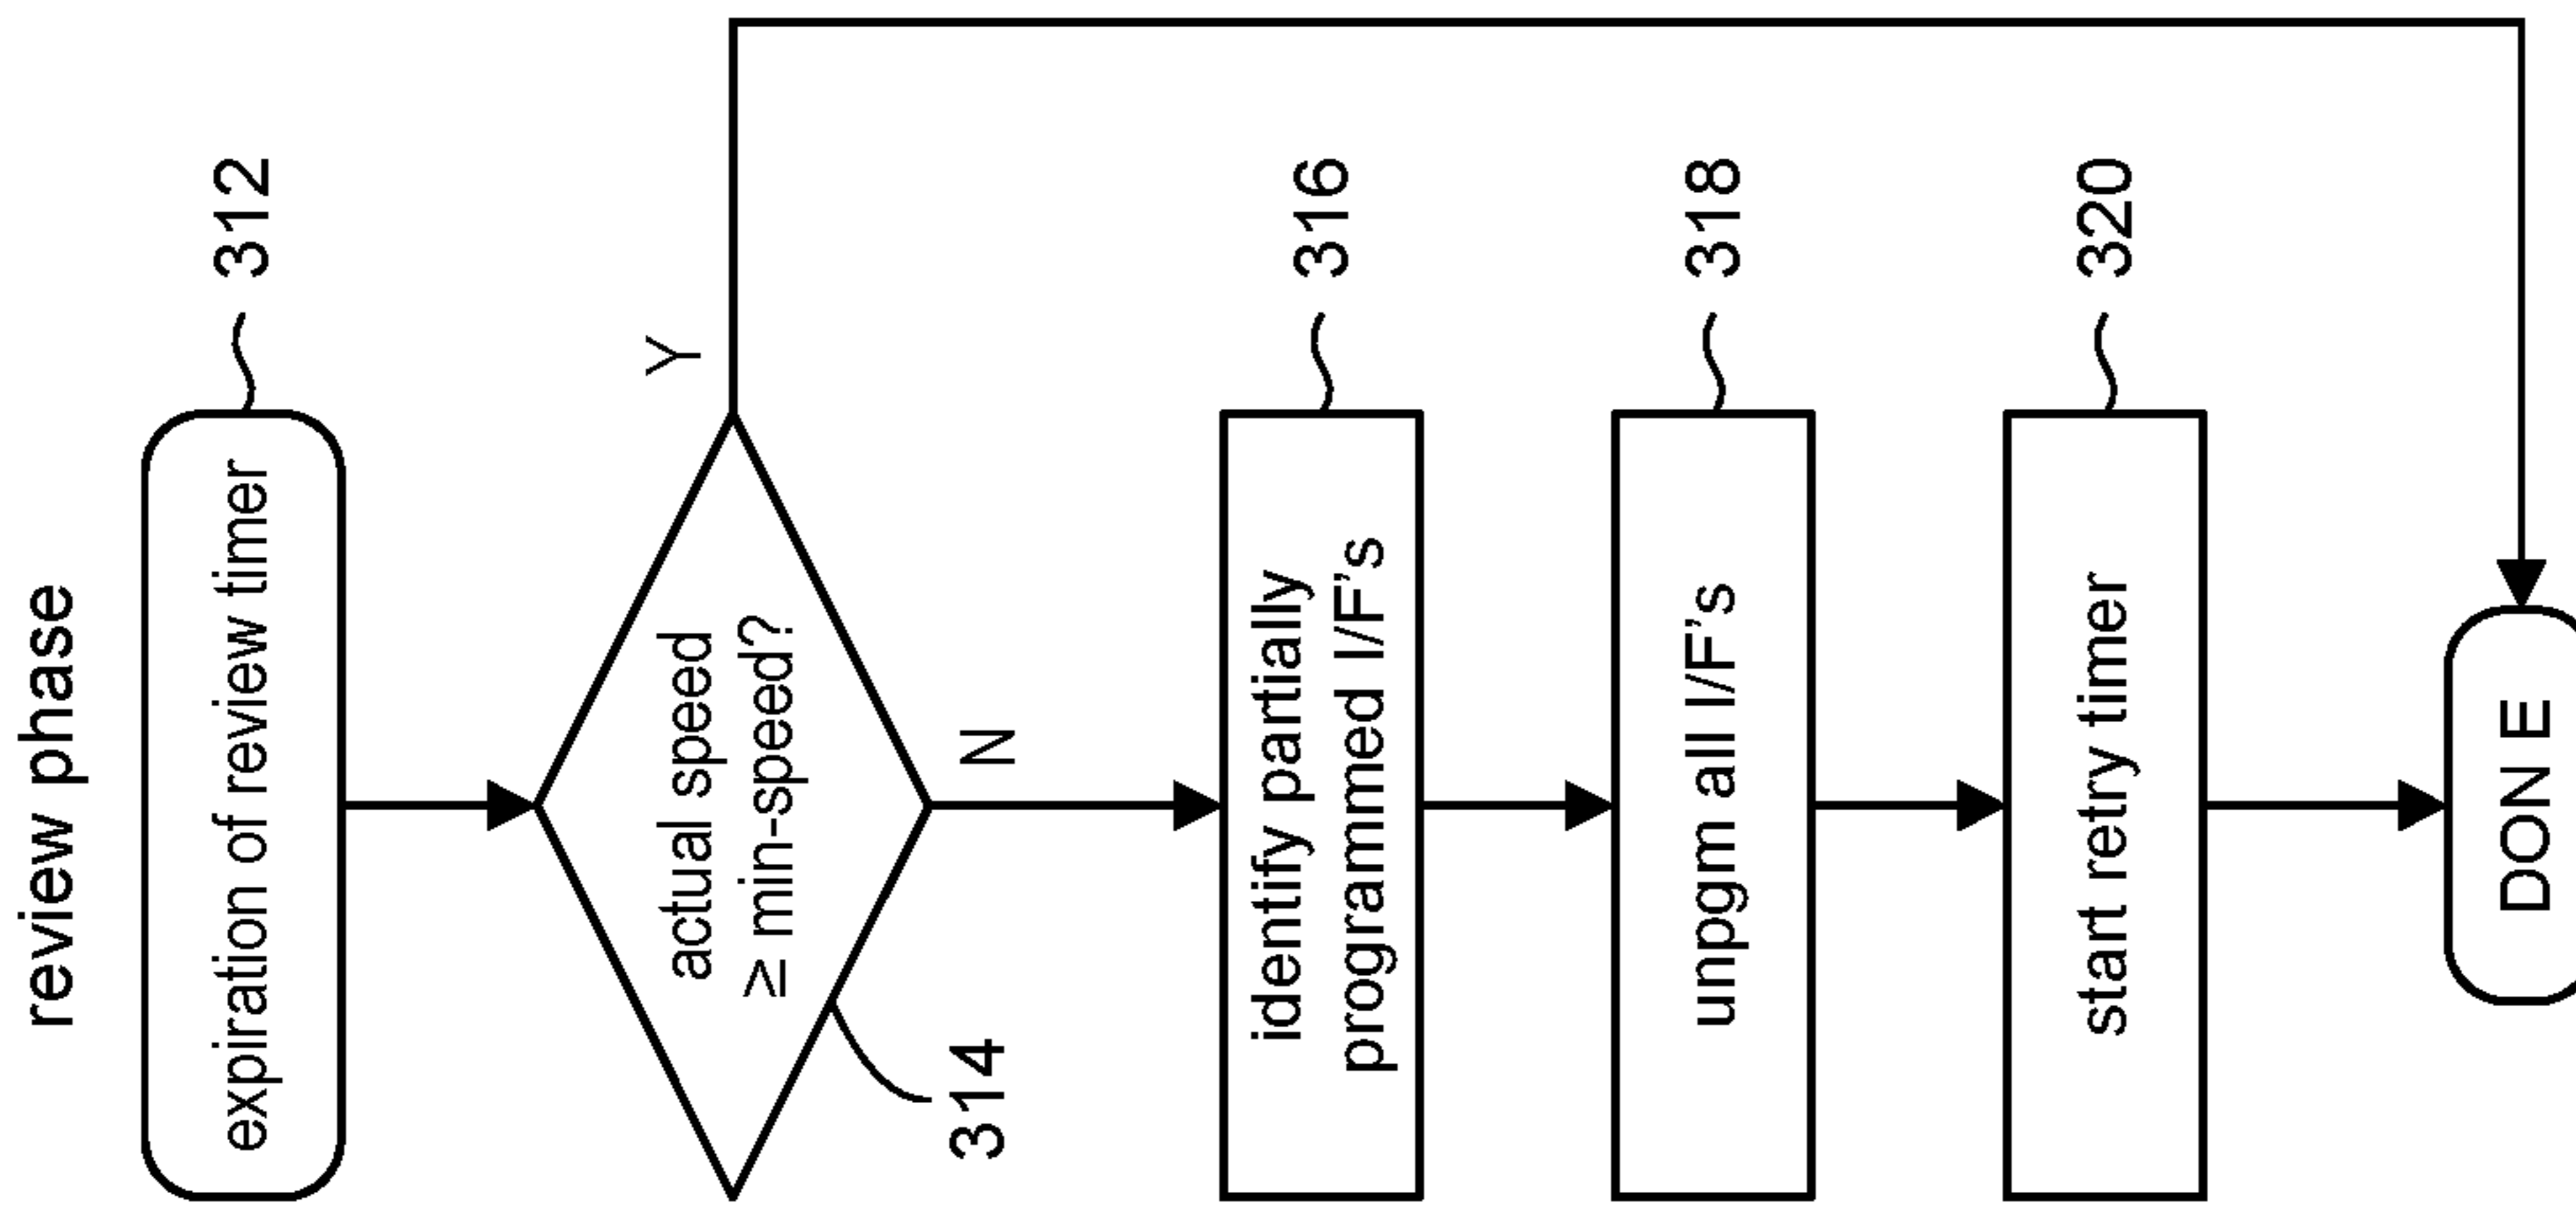 review phase
expiration of review timer
312
actual speed
≥ min-speed?
Y
314
N
identify partially
programmed I/F's
316
unpgm all I/F's
318
start retry timer
320
DONE